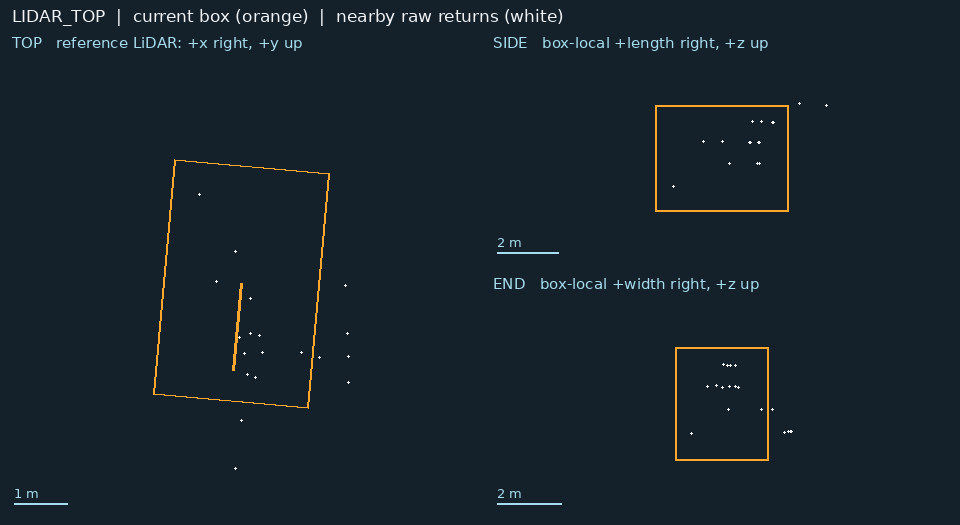 LIDAR_TOP | current box (orange) | nearby raw returns (white)
TOP reference LiDAR: +x right, +y up
SIDE box-local +length right, +z up
2 m
END box-local +width right, +z up
1 m
2 m